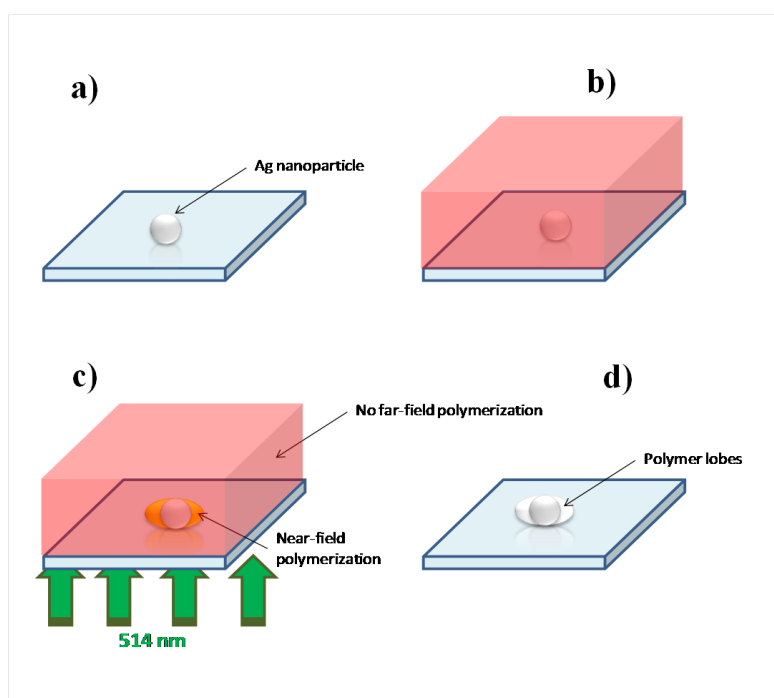 a)
b)
Ag nanoparticle
c)
d)
No far-field polymerization
Polymer lobes
Near-field
polymerization
514 nm